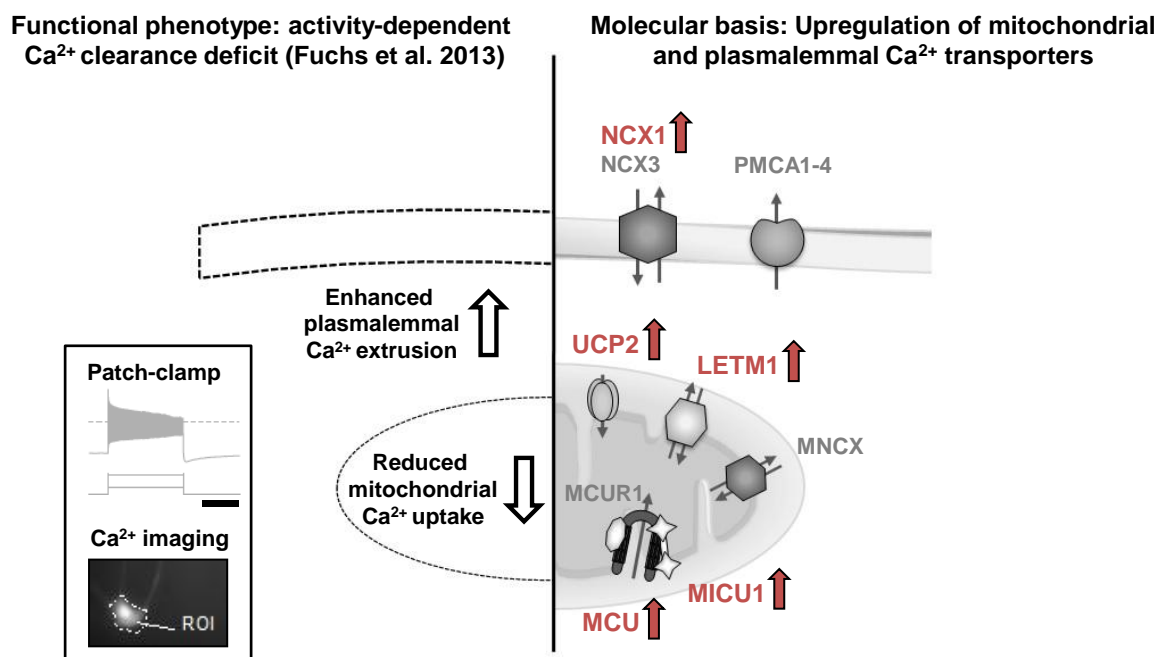 Functional phenotype: activity-dependent
Ca²⁺ clearance deficit (Fuchs et al. 2013)
Molecular basis: Upregulation of mitochondrial
and plasmalemmal Ca²⁺ transporters
NCX1
NCX3
PMCA1-4
Enhanced
plasmalemmal
Ca²⁺ extrusion
UCP2
LETM1
Patch-clamp
MNCX
Reduced
mitochondrial
Ca²⁺ uptake
MCUR1
Ca²⁺ imaging
ROI
MICU1
MCU